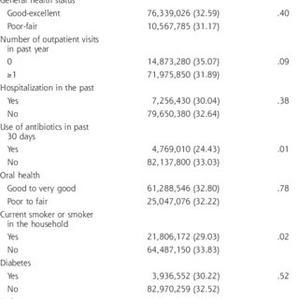 General health status
Good-excellent 76,339,026 (32.59) .40
Poor-fair 10,567,785 (31.17)
Number of outpatient visits
in past year
0 14,873,280 (35.07) .09
≥1 71,975,850 (31.89)
Hospitalization in the past
Yes 7,256,430 (30.04) .38
No 79,650,380 (32.64)
Use of antibiotics in past
30 days
Yes 4,769,010 (24.43) .01
No 82,137,800 (33.03)
Oral health
Good to very good 61,288,546 (32.80) .78
Poor to fair 25,047,076 (32.22)
Current smoker or smoker
in the household
Yes 21,806,172 (29.03) .02
No 64,487,150 (33.83)
Diabetes
Yes 3,936,552 (30.22) .52
No 82,970,259 (32.52)